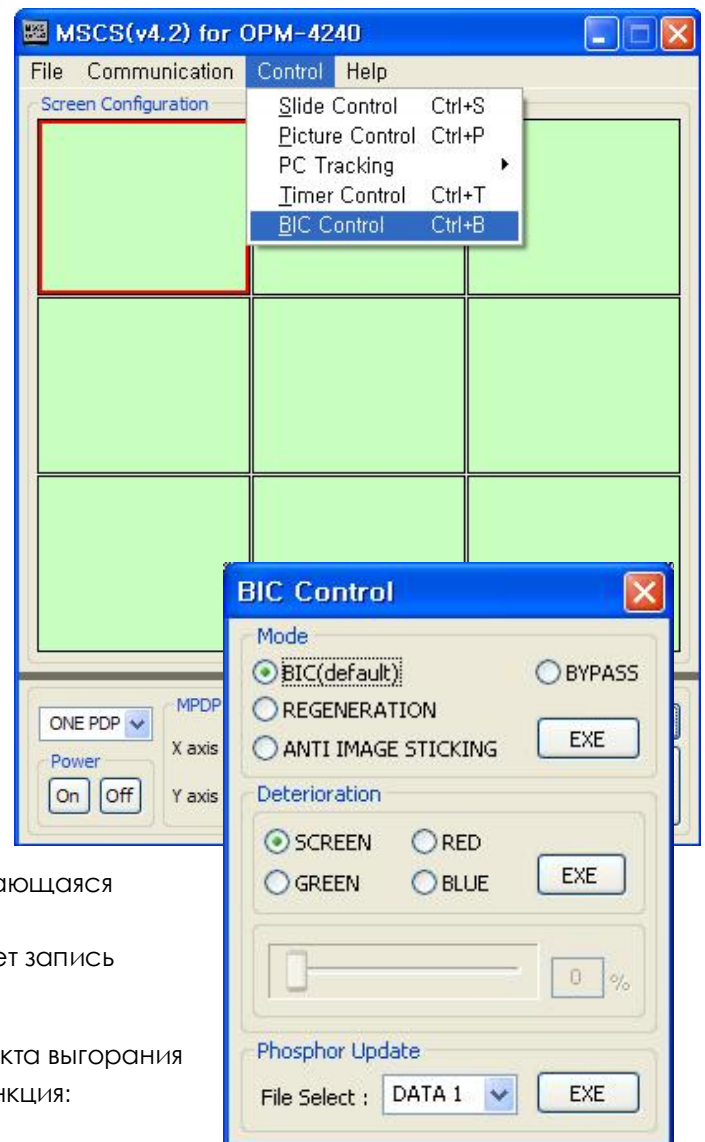 MSCS(v4.2) for OPM-4240
File Communication Control Help
Screen Configuration
Slide Control Ctrl+S
Picture Control Ctrl+P
PC Tracking
Timer Control Ctrl+T
BIC Control Ctrl+B
ONE PDP
Power
On Off
MPDP
X axis
Y axis
BIC Control
Mode
BIC(default) BYPASS
REGENERATION
ANTI IMAGE STICKING EXE
Deterioration
SCREEN RED
GREEN BLUE EXE
0 %
Phosphor Update
File Select : DATA 1 EXE
ающаяся
ет запись
кта выгорания
нкция: